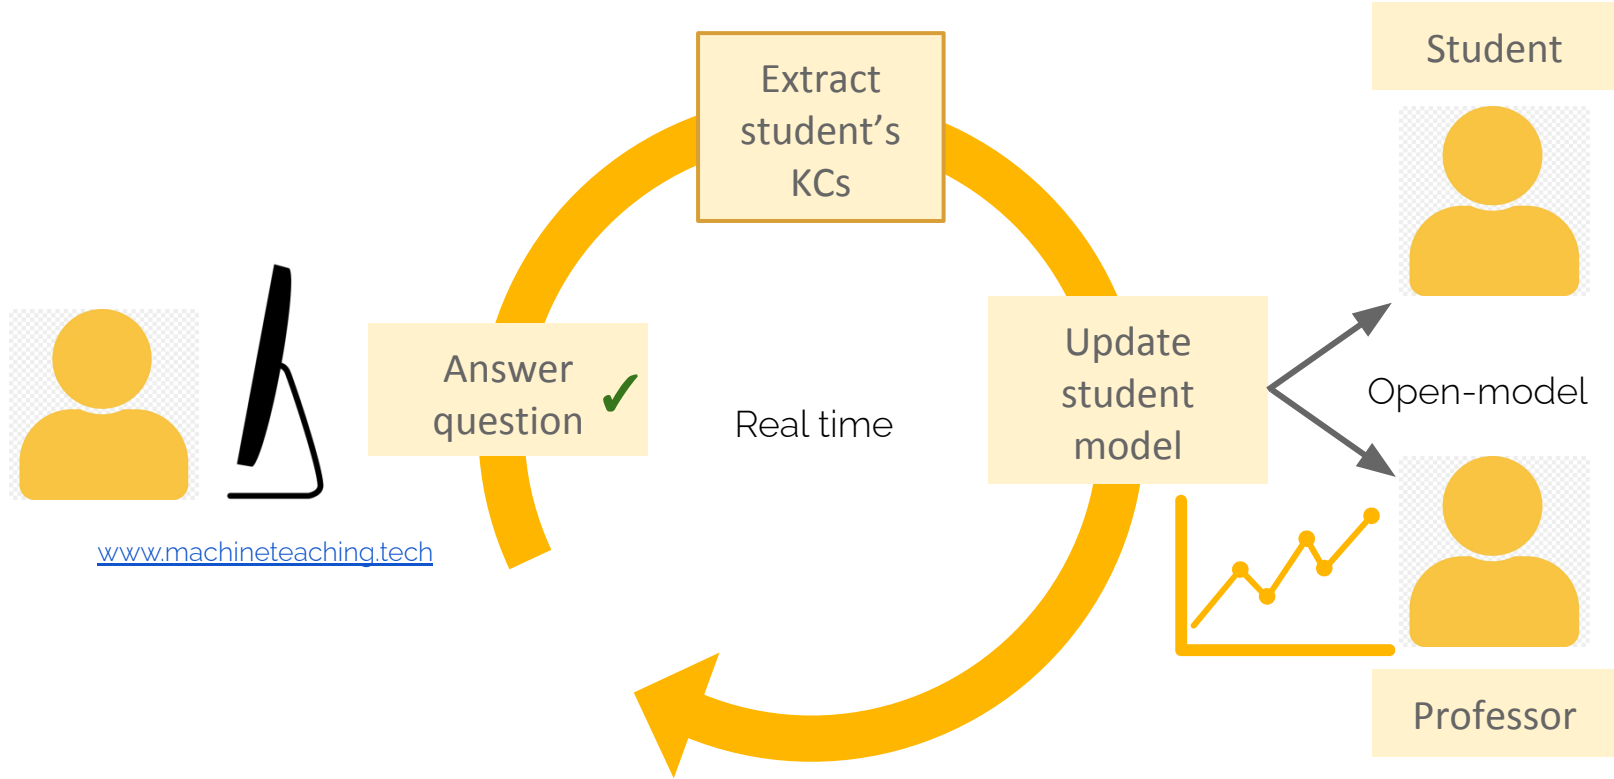 Student
Extract
student’s
KCs
Answer
question ✓
Real time
Update
student
model
Open-model
www.machineteaching.tech
Professor